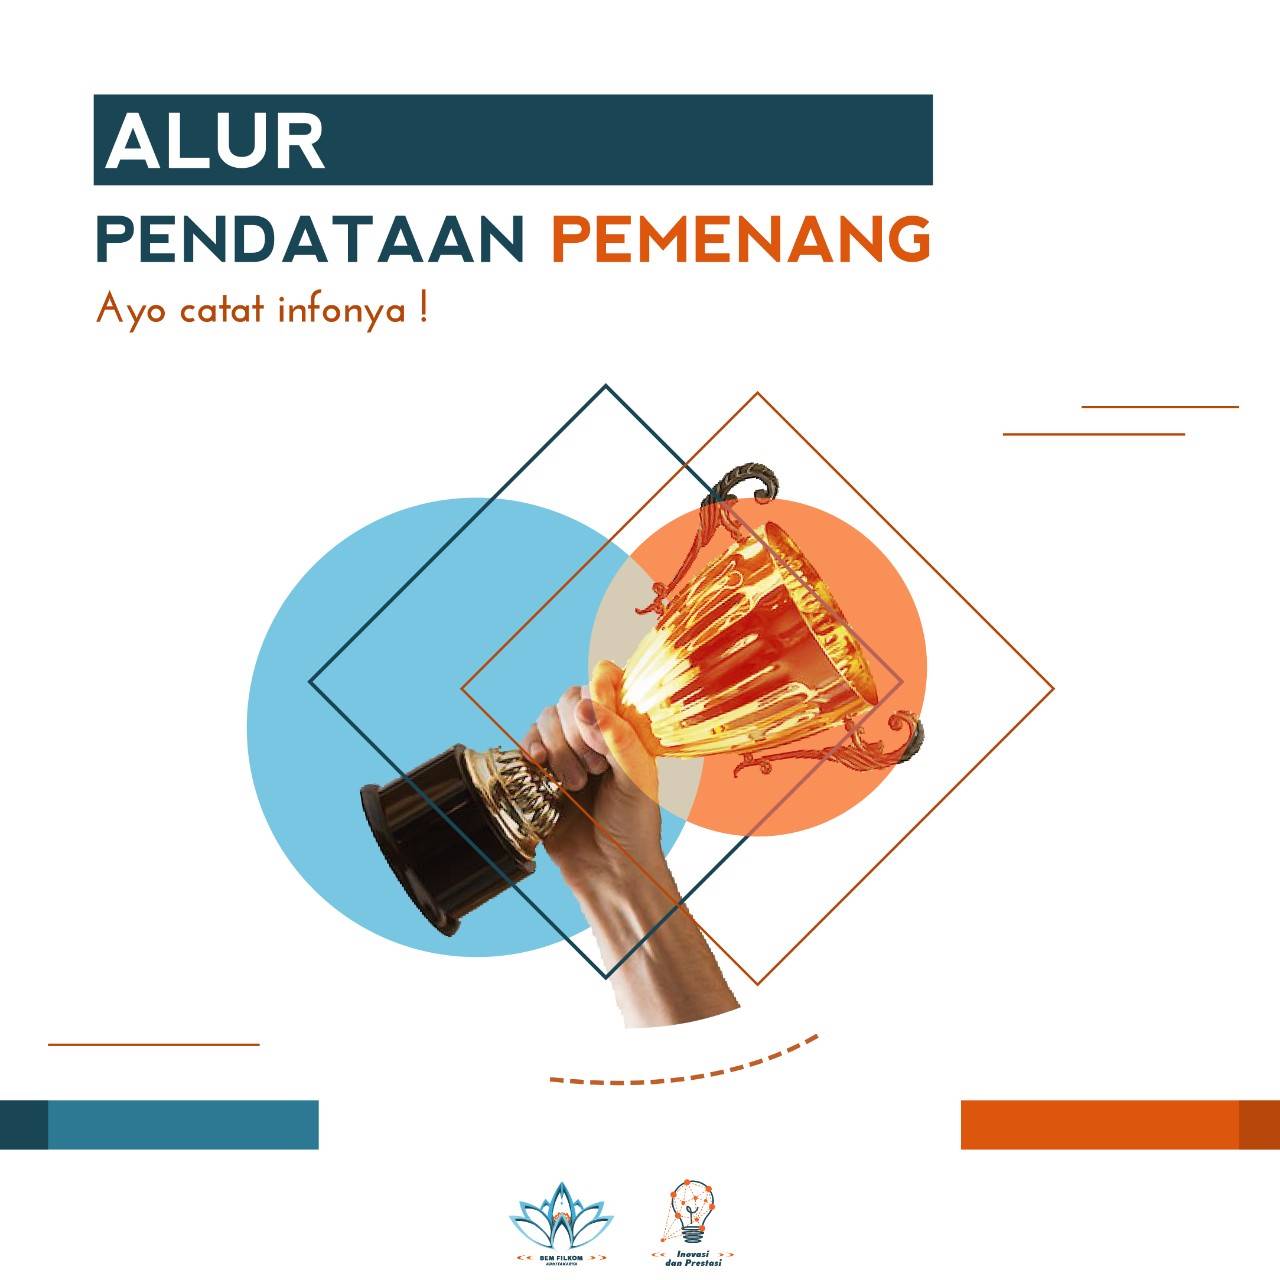 ALUR
PENDATAAN PEMENANG
Ayo catat infonya !
BEM FILKOM
Inovasi
dan Prestasi